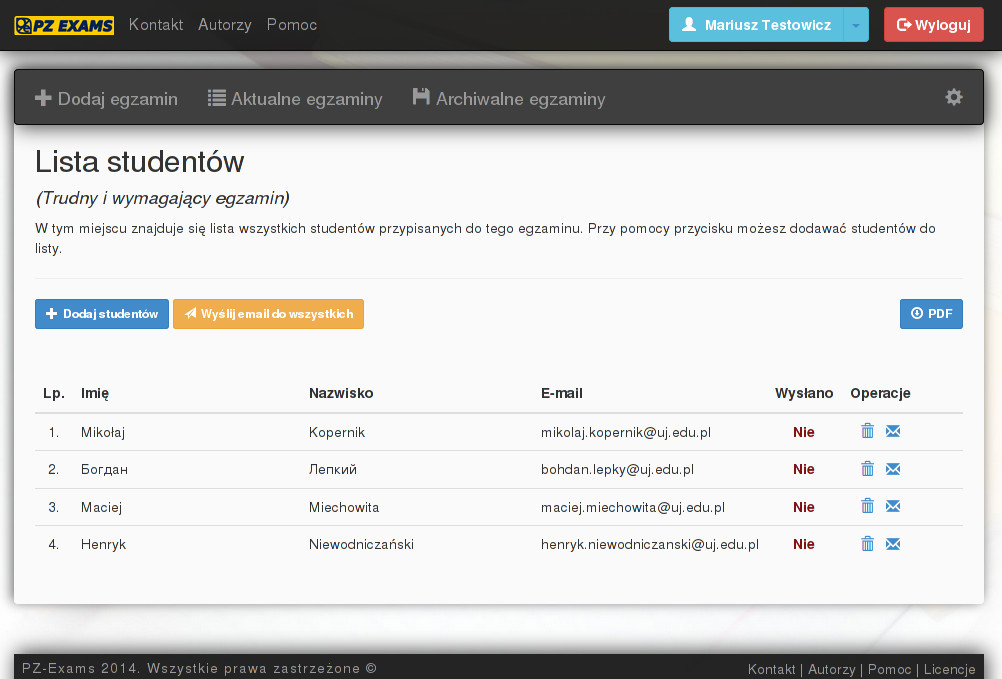 PZ EXAMS Kontakt Autorzy Pomoc Mariusz Testowicz Wyloguj
Dodaj egzamin Aktualne egzaminy Archiwalne egzaminy
Lista studentów
(Trudny i wymagający egzamin)
W tym miejscu znajduje się lista wszystkich studentów przypisanych do tego egzaminu. Przy pomocy przycisku możesz dodawać studentów do
listy.
Dodaj studentów Wyślij email do wszystkich PDF
Lp. Imię Nazwisko E-mail Wysłano Operacje
1. Mikołaj Kopernik mikolaj.kopernik@uj.edu.pl Nie
2. Богдан Лепкий bohdan.lepky@uj.edu.pl Nie
3. Maciej Miechowita maciej.miechowita@uj.edu.pl Nie
4. Henryk Niewodniczański henryk.niewodniczanski@uj.edu.pl Nie
PZ-Exams 2014. Wszystkie prawa zastrzeżone © Kontakt | Autorzy | Pomoc | Licencje